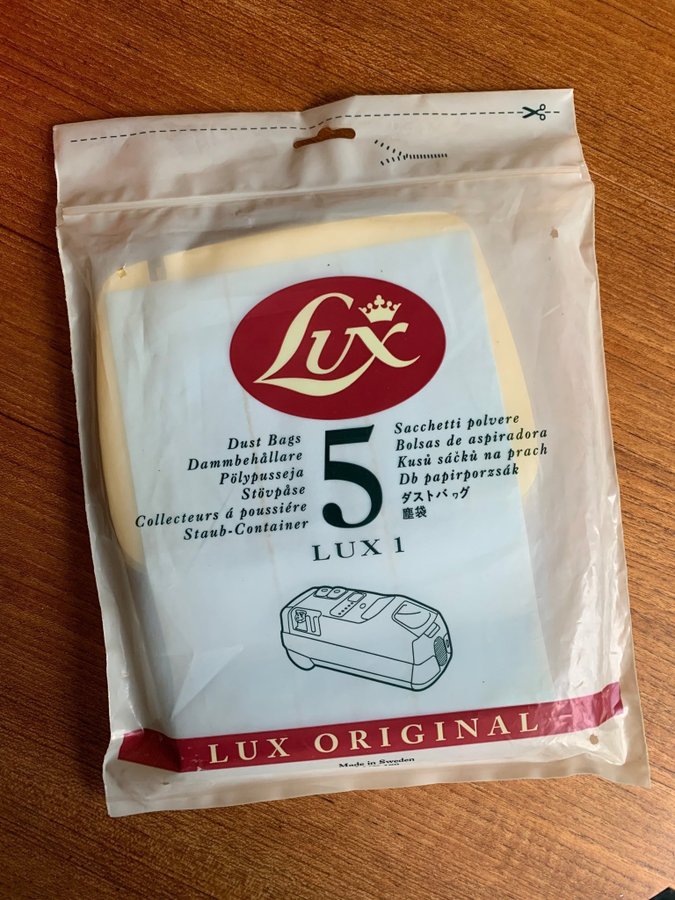 Lux
Dust Bags
Dammbehållare
Pölypusseja
Stövpåse
Collecteurs á poussiére
Staub-Container
5
Sacchetti polvere
Bolsas de aspiradora
Kusů sáčků na prach
Db papirporzsák
ダストバッグ
塵袋
LUX 1
LUX ORIGINAL
Made in Sweden